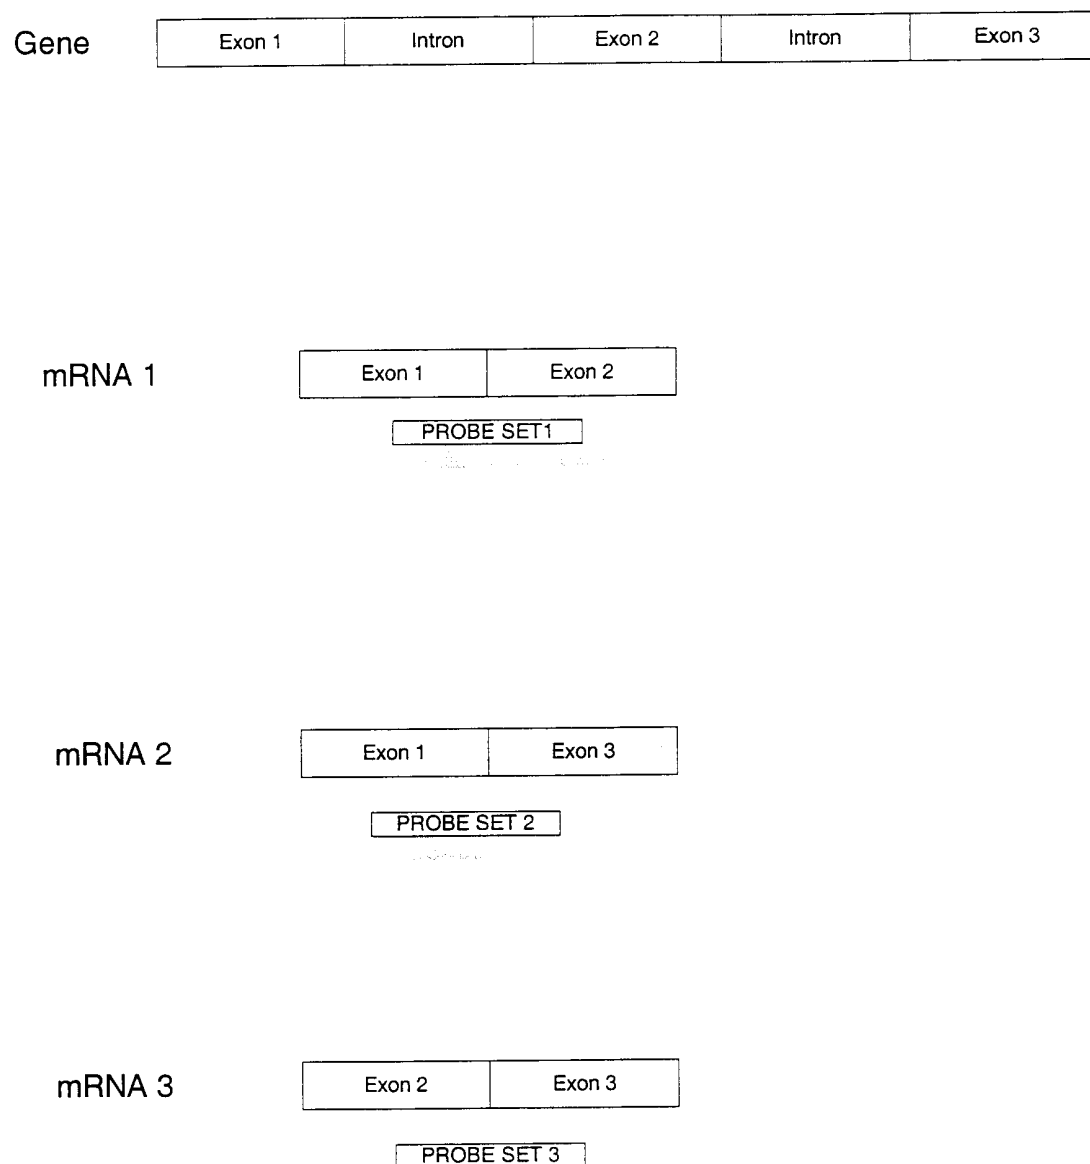 Gene Exon 1 Intron Exon 2 Intron Exon 3
mRNA 1 Exon 1 Exon 2
PROBE SET1
mRNA 2 Exon 1 Exon 3
PROBE SET 2
mRNA 3 Exon 2 Exon 3
PROBE SET 3